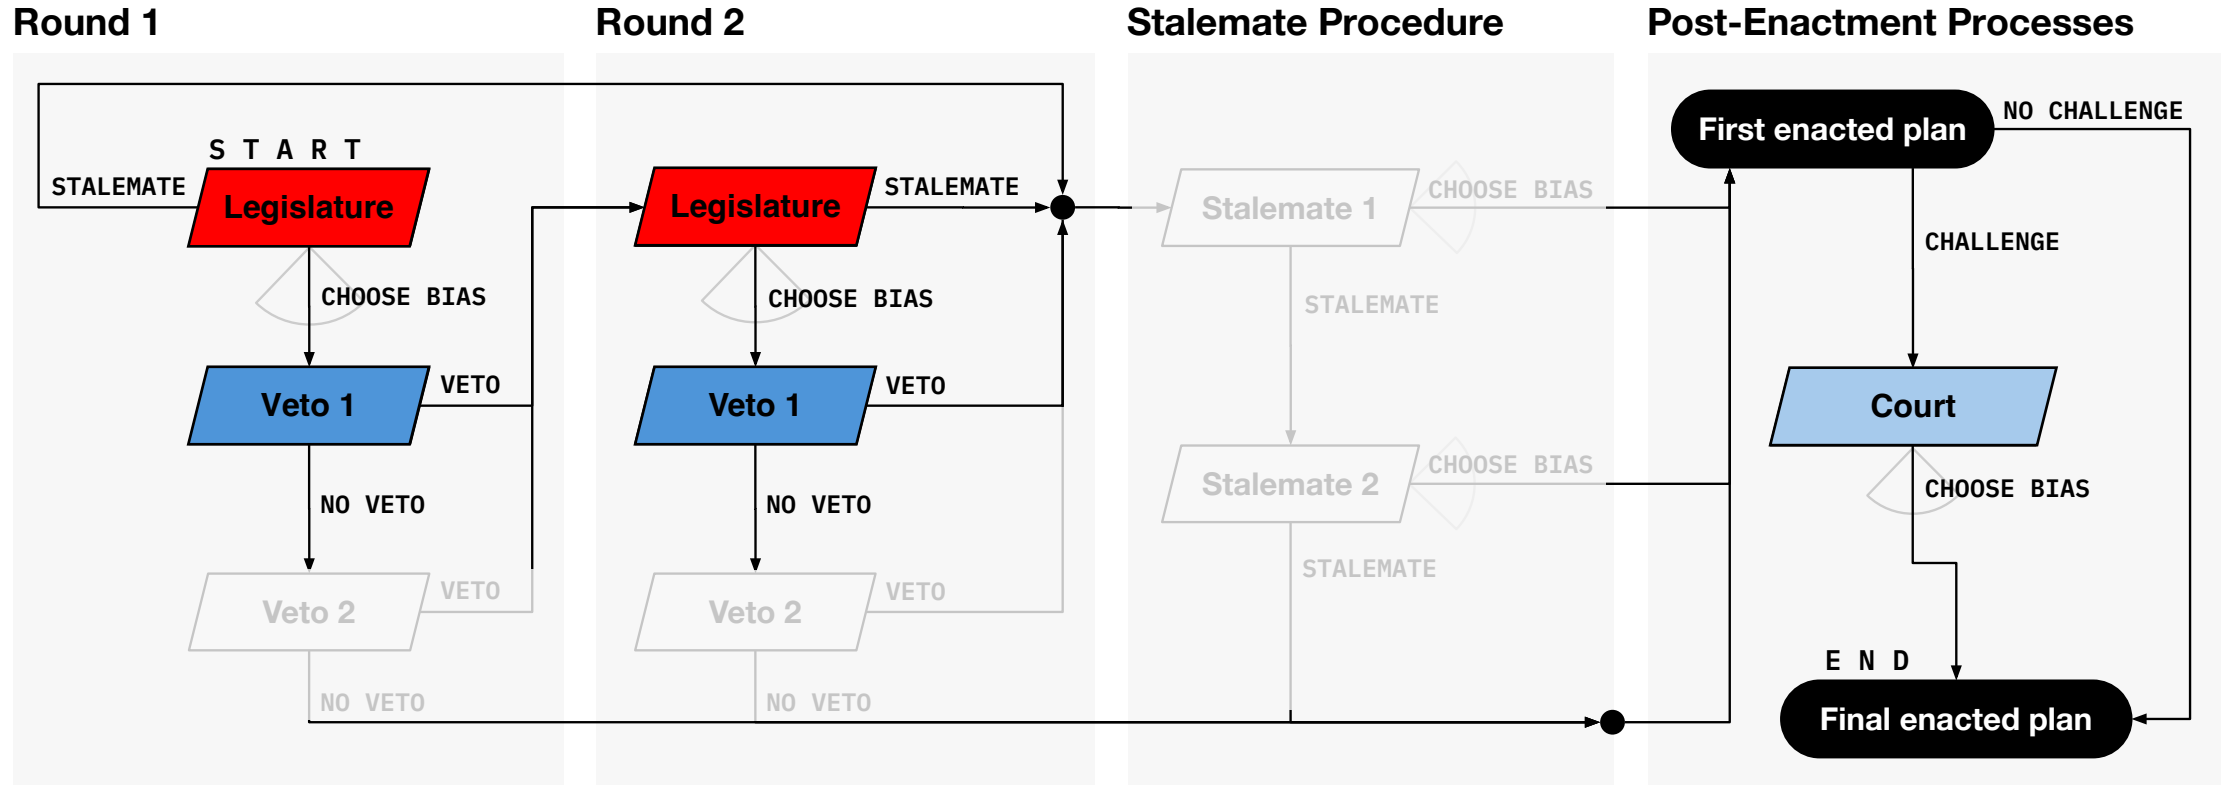 Round 1
Round 2
Stalemate Procedure
Post-Enactment Processes
START
STALEMATE
Legislature
CHOOSE BIAS
Veto 1
VETO
NO VETO
Veto 2
VETO
NO VETO
Legislature
STALEMATE
CHOOSE BIAS
Veto 1
VETO
NO VETO
Veto 2
VETO
NO VETO
Stalemate 1
CHOOSE BIAS
STALEMATE
Stalemate 2
CHOOSE BIAS
STALEMATE
First enacted plan
NO CHALLENGE
CHALLENGE
Court
CHOOSE BIAS
END
Final enacted plan